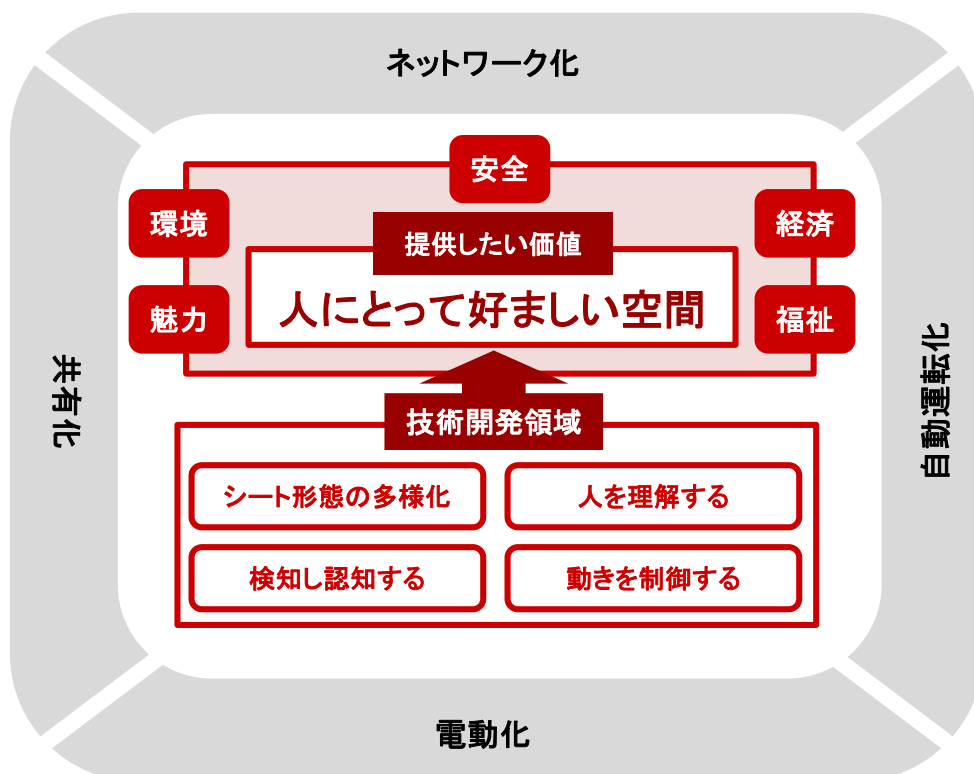 ネットワーク化
安全
環境
経済
提供したい価値
人にとって好ましい空間
魅力
福祉
共有化
自動運転化
技術開発領域
シート形態の多様化
人を理解する
検知し認知する
動きを制御する
電動化